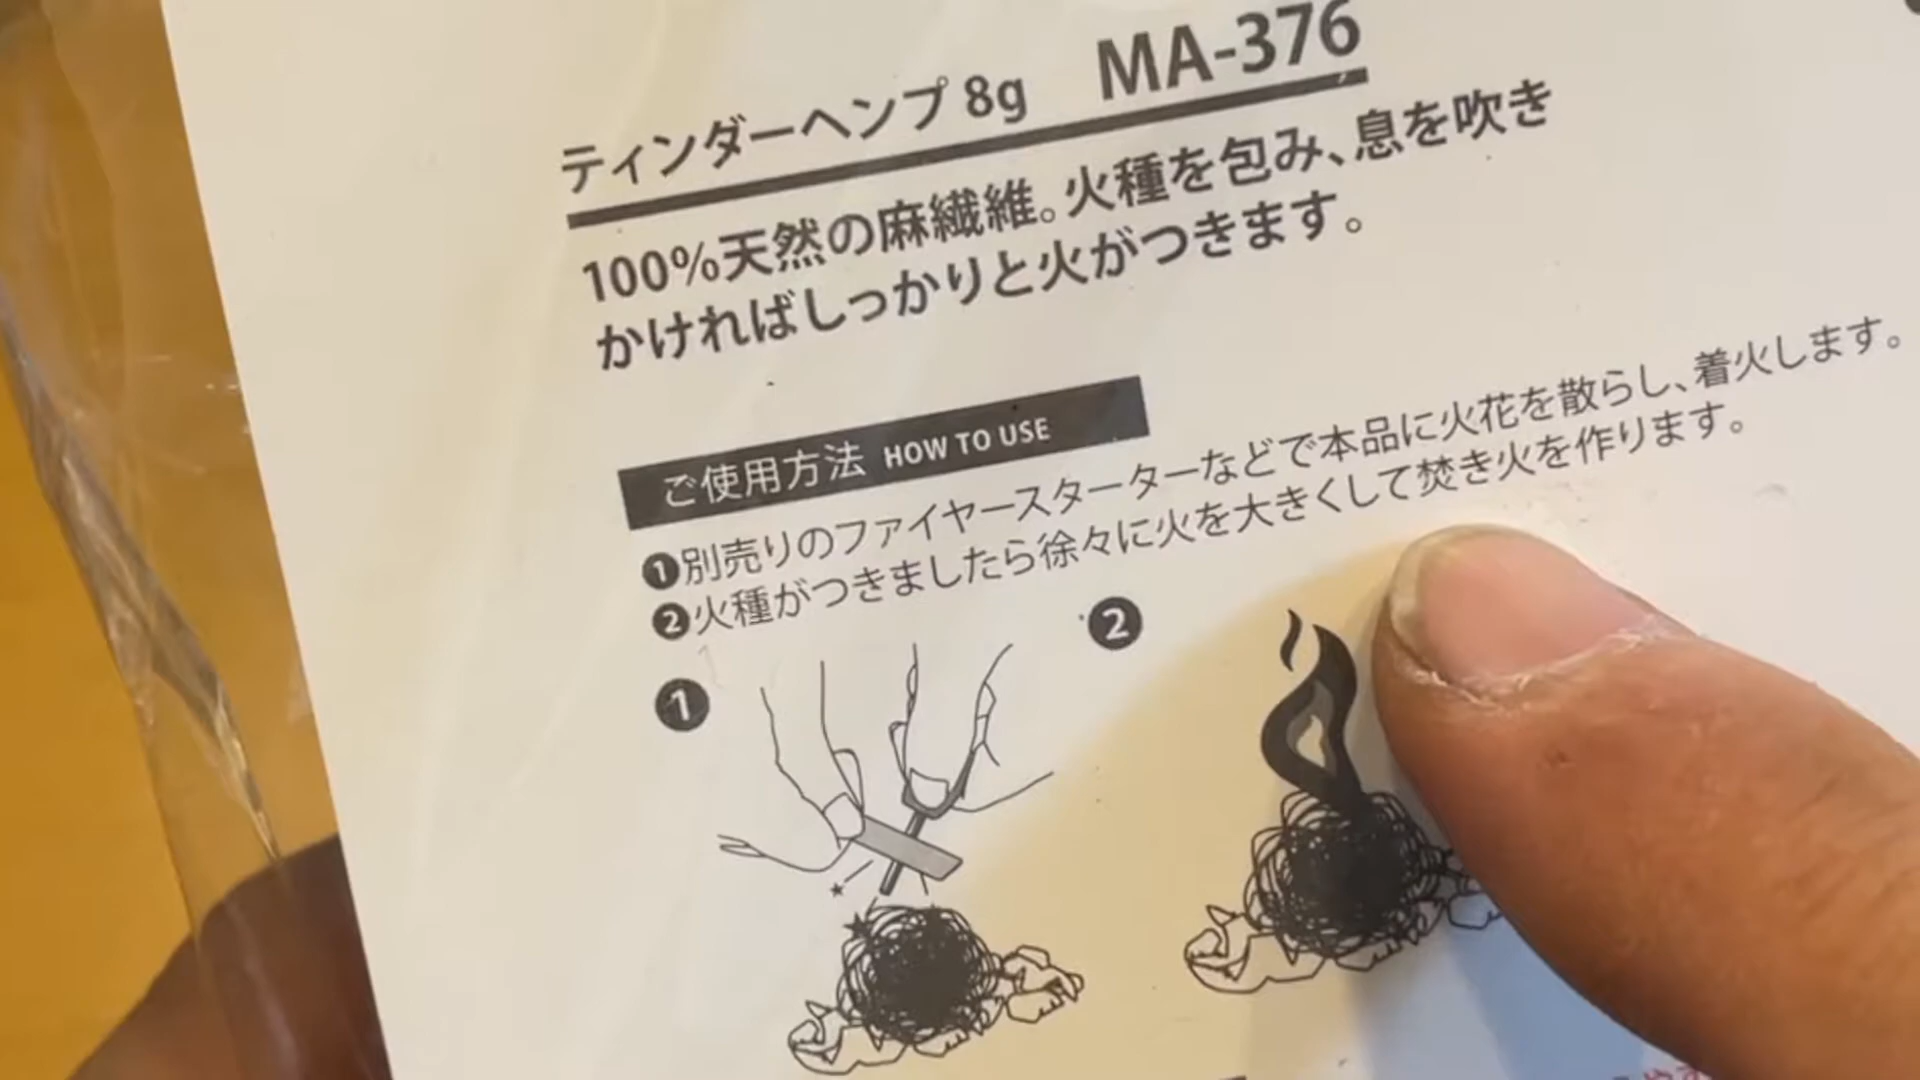 ティンダーヘンプ 8g MA-376
100%天然の麻繊維。火種を包み、息を吹き
かければしっかりと火がつきます。
ご使用方法 HOW TO USE
❶別売りのファイヤースターターなどで本品に火花を散らし、着火します。
❷火種がつきましたら徐々に火を大きくして焚き火を作ります。
❶
❷